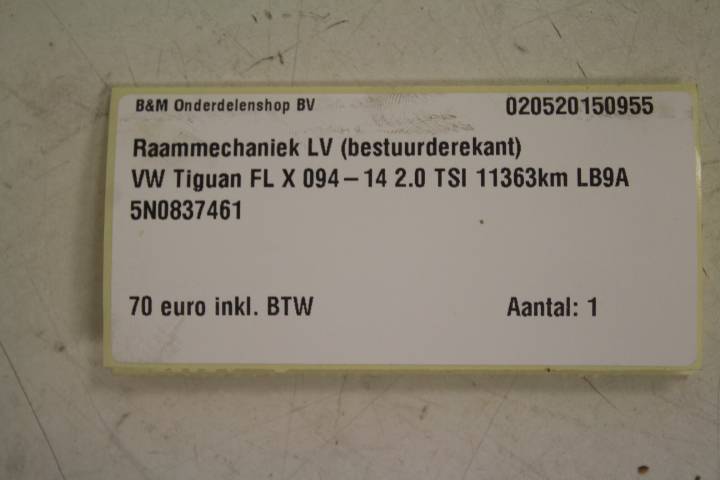 B&M Onderdelenshop BV 020520150955
Raammechaniek LV (bestuurderekant)
VW Tiguan FL X 094-14 2.0 TSI 11363km LB9A
5N0837461
70 euro inkl. BTW Aantal: 1